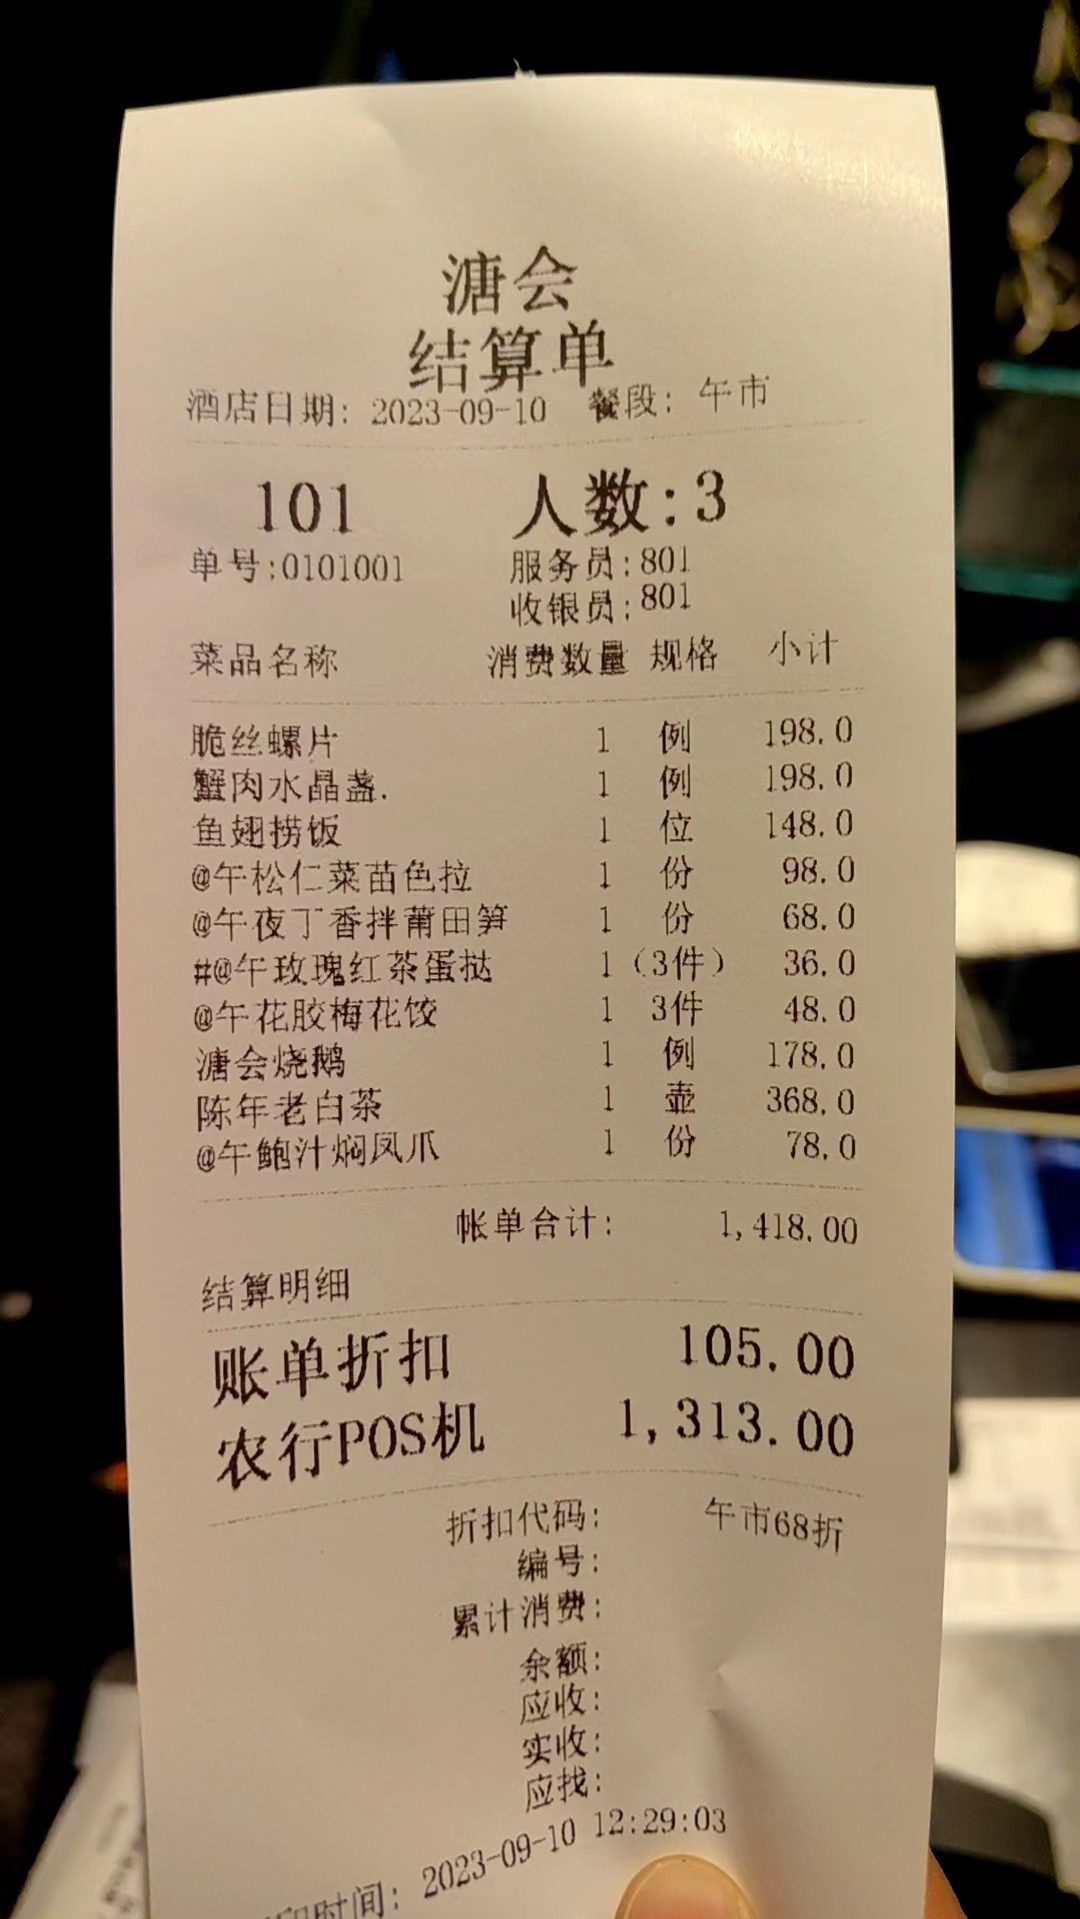 溏会
结算单
酒店日期: 2023-09-10 餐段: 午市
101 人数:3
单号:0101001 服务员:801
收银员:801
菜品名称 消费数量 规格 小计
脆丝螺片 1 例 198.0
蟹肉水晶盏. 1 例 198.0
鱼翅捞饭 1 位 148.0
@午松仁菜苗色拉 1 份 98.0
@午夜丁香拌莆田笋 1 份 68.0
#@午玫瑰红茶蛋挞 1 (3件) 36.0
@午花胶梅花饺 1 3件 48.0
溏会烧鹅 1 例 178.0
陈年老白茶 1 壶 368.0
@午鲍汁焖凤爪 1 份 78.0
帐单合计: 1,418.00
结算明细
账单折扣 105.00
农行POS机 1,313.00
折扣代码: 午市68折
编号:
累计消费:
余额:
应收:
实收:
应找:
印时间: 2023-09-10 12:29:03